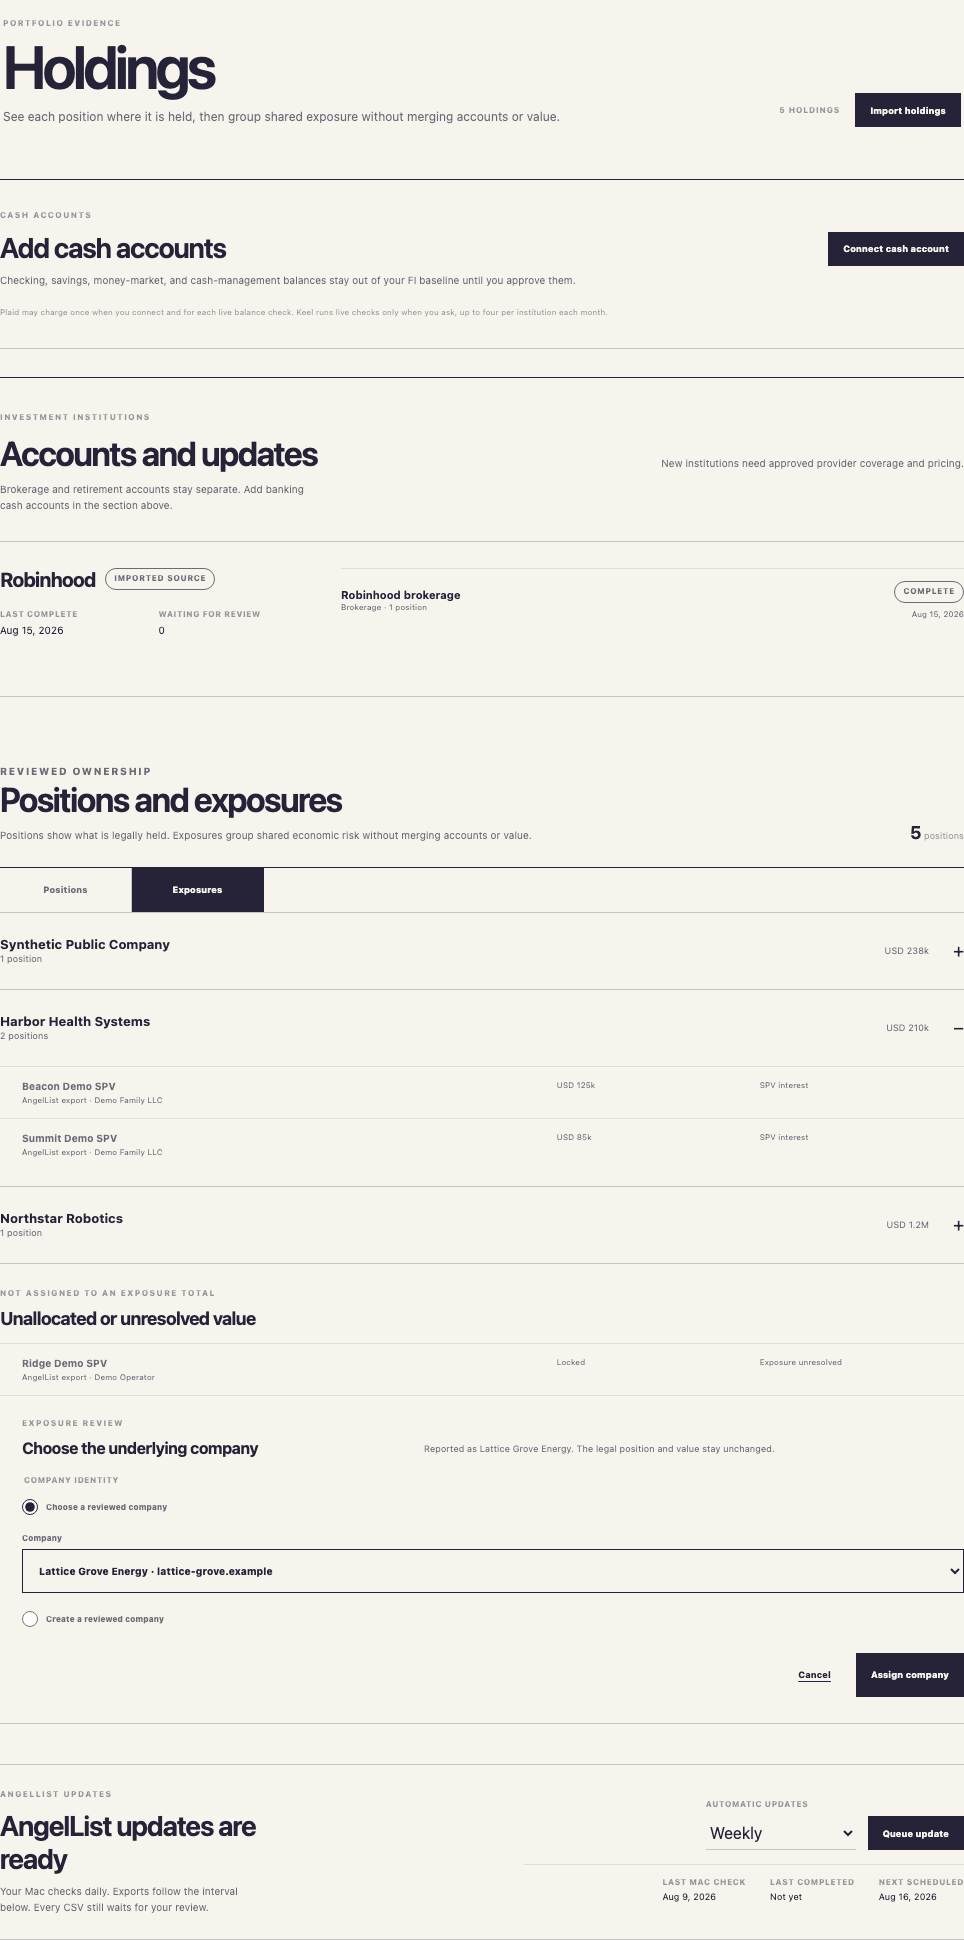 PORTFOLIO EVIDENCE
Holdings
See each position where it is held, then group shared exposure without merging accounts or value.
5 HOLDINGS
Import holdings
CASH ACCOUNTS
Add cash accounts
Connect cash account
Checking, savings, money-market, and cash-management balances stay out of your FI baseline until you approve them.
Plaid may charge once when you connect and for each live balance check. Keel runs live checks only when you ask, up to four per institution each month.
INVESTMENT INSTITUTIONS
Accounts and updates
New institutions need approved provider coverage and pricing.
Brokerage and retirement accounts stay separate. Add banking
cash accounts in the section above.
Robinhood
IMPORTED SOURCE
LAST COMPLETE
WAITING FOR REVIEW
Aug 15, 2026
0
Robinhood brokerage
Brokerage · 1 position
COMPLETE
Aug 15, 2026
REVIEWED OWNERSHIP
Positions and exposures
Positions show what is legally held. Exposures group shared economic risk without merging accounts or value.
5 positions
Positions
Exposures
Synthetic Public Company
1 position
USD 238k
+
Harbor Health Systems
2 positions
USD 210k
−
Beacon Demo SPV
AngelList export · Demo Family LLC
USD 125k
SPV interest
Summit Demo SPV
AngelList export · Demo Family LLC
USD 85k
SPV interest
Northstar Robotics
1 position
USD 1.2M
+
NOT ASSIGNED TO AN EXPOSURE TOTAL
Unallocated or unresolved value
Ridge Demo SPV
AngelList export · Demo Operator
Locked
Exposure unresolved
EXPOSURE REVIEW
Choose the underlying company
Reported as Lattice Grove Energy. The legal position and value stay unchanged.
COMPANY IDENTITY
Choose a reviewed company
Company
Lattice Grove Energy · lattice-grove.example
Create a reviewed company
Cancel
Assign company
ANGELLIST UPDATES
AngelList updates are
ready
Your Mac checks daily. Exports follow the interval
below. Every CSV still waits for your review.
AUTOMATIC UPDATES
Weekly
Queue update
LAST MAC CHECK
LAST COMPLETED
NEXT SCHEDULED
Aug 9, 2026
Not yet
Aug 16, 2026